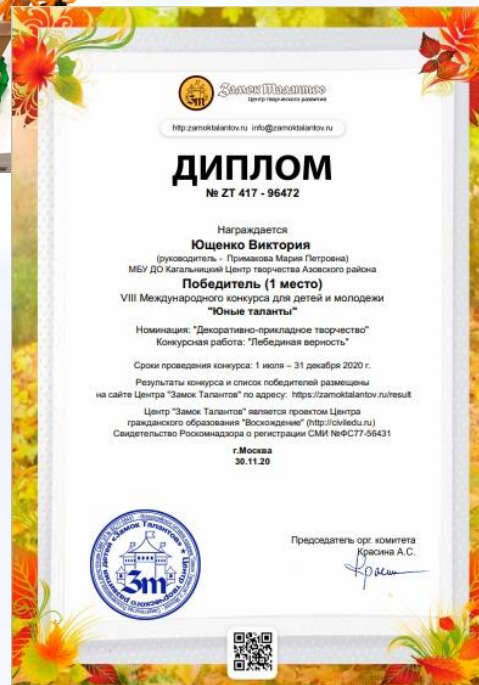 Замок Талантов
Центр творческого развития
http:zamoktalantov.ru info@zamoktalantov.ru
ДИПЛОМ
№ ZT 417 - 96472
Награждается
Ющенко Виктория
(руководитель - Примакова Мария Петровна)
МБУ ДО Кагальницкий Центр творчества Азовского района
Победитель (1 место)
VIII Международного конкурса для детей и молодежи
"Юные таланты"
Номинация: "Декоративно-прикладное творчество"
Конкурсная работа: "Лебединая верность"
Сроки проведения конкурса: 1 июля – 31 декабря 2020 г.
Результаты конкурса и список победителей размещены
на сайте Центра "Замок Талантов" по адресу: https://zamoktalantov.ru/result
Центр "Замок Талантов" является проектом Центра
гражданского образования "Восхождение" (http://civiledu.ru)
Свидетельство Роскомнадзора о регистрации СМИ №ФС77-56431
г.Москва
30.11.20
Председатель орг. комитета
Красина А.С.
Зт